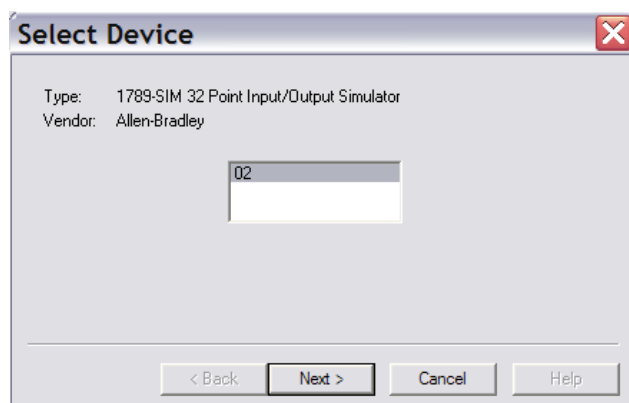 Select Device
Type: 1789-SIM 32 Point Input/Output Simulator
Vendor: Allen-Bradley
02
< Back Next > Cancel Help